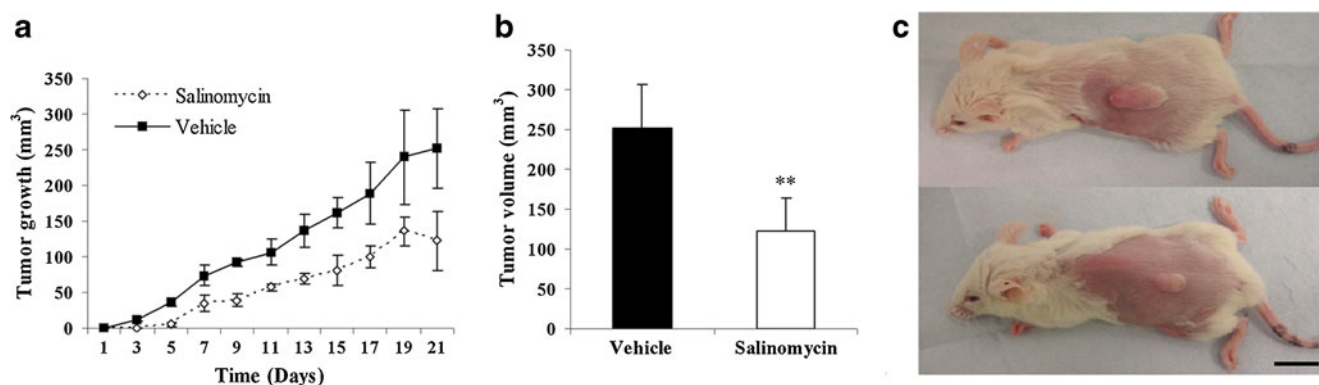 a
Tumor growth (mm³)
350
300
250
200
150
100
50
0
Salinomycin
Vehicle
1 3 5 7 9 11 13 15 17 19 21
Time (Days)
b
Tumor volume (mm³)
350
300
250
200
150
100
50
0
**
Vehicle Salinomycin
c